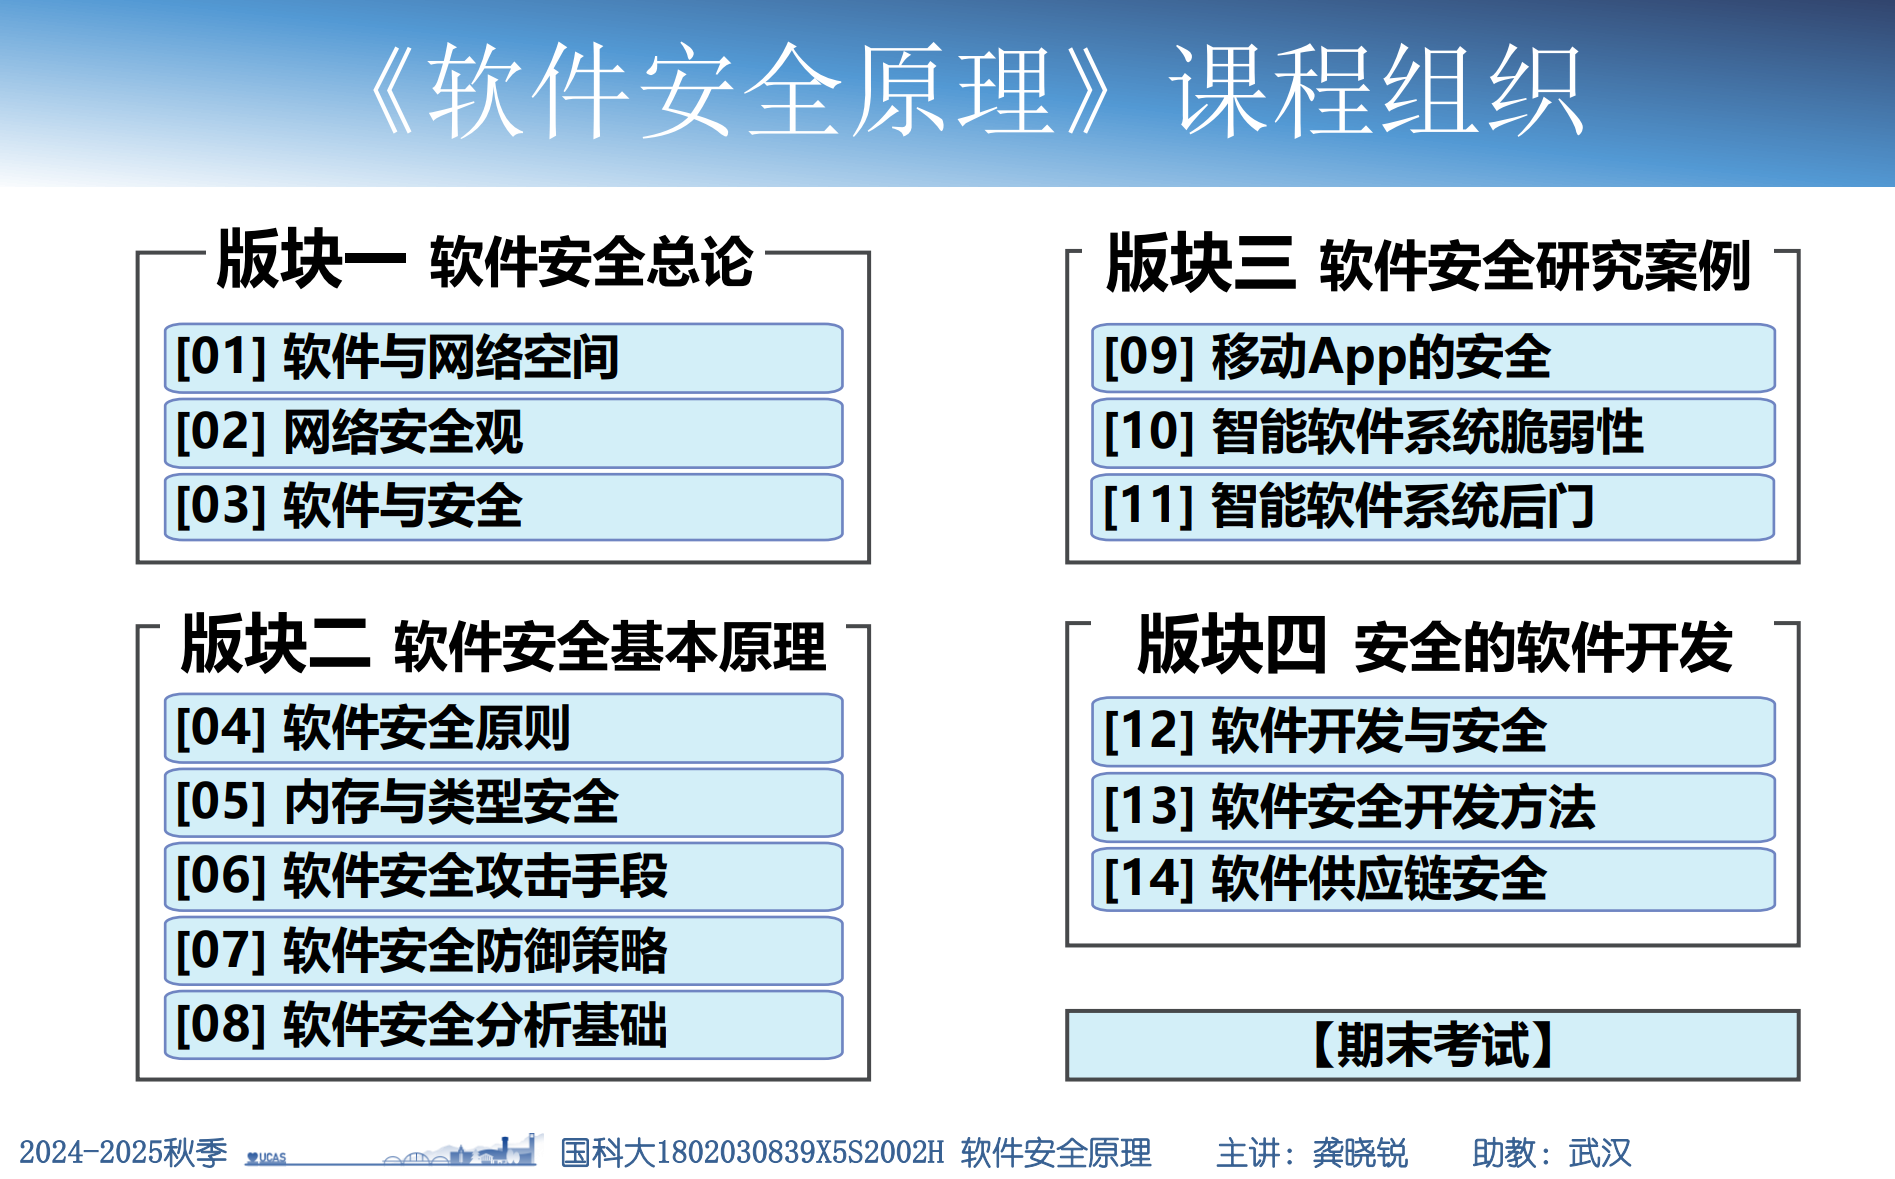 《软件安全原理》课程组织
版块一 软件安全总论
[01] 软件与网络空间
[02] 网络安全观
[03] 软件与安全
版块二 软件安全基本原理
[04] 软件安全原则
[05] 内存与类型安全
[06] 软件安全攻击手段
[07] 软件安全防御策略
[08] 软件安全分析基础
版块三 软件安全研究案例
[09] 移动App的安全
[10] 智能软件系统脆弱性
[11] 智能软件系统后门
版块四 安全的软件开发
[12] 软件开发与安全
[13] 软件安全开发方法
[14] 软件供应链安全
【期末考试】
2024-2025秋季 UCAS 国科大1802030839X5S2002H 软件安全原理 主讲：龚晓锐 助教：武汉